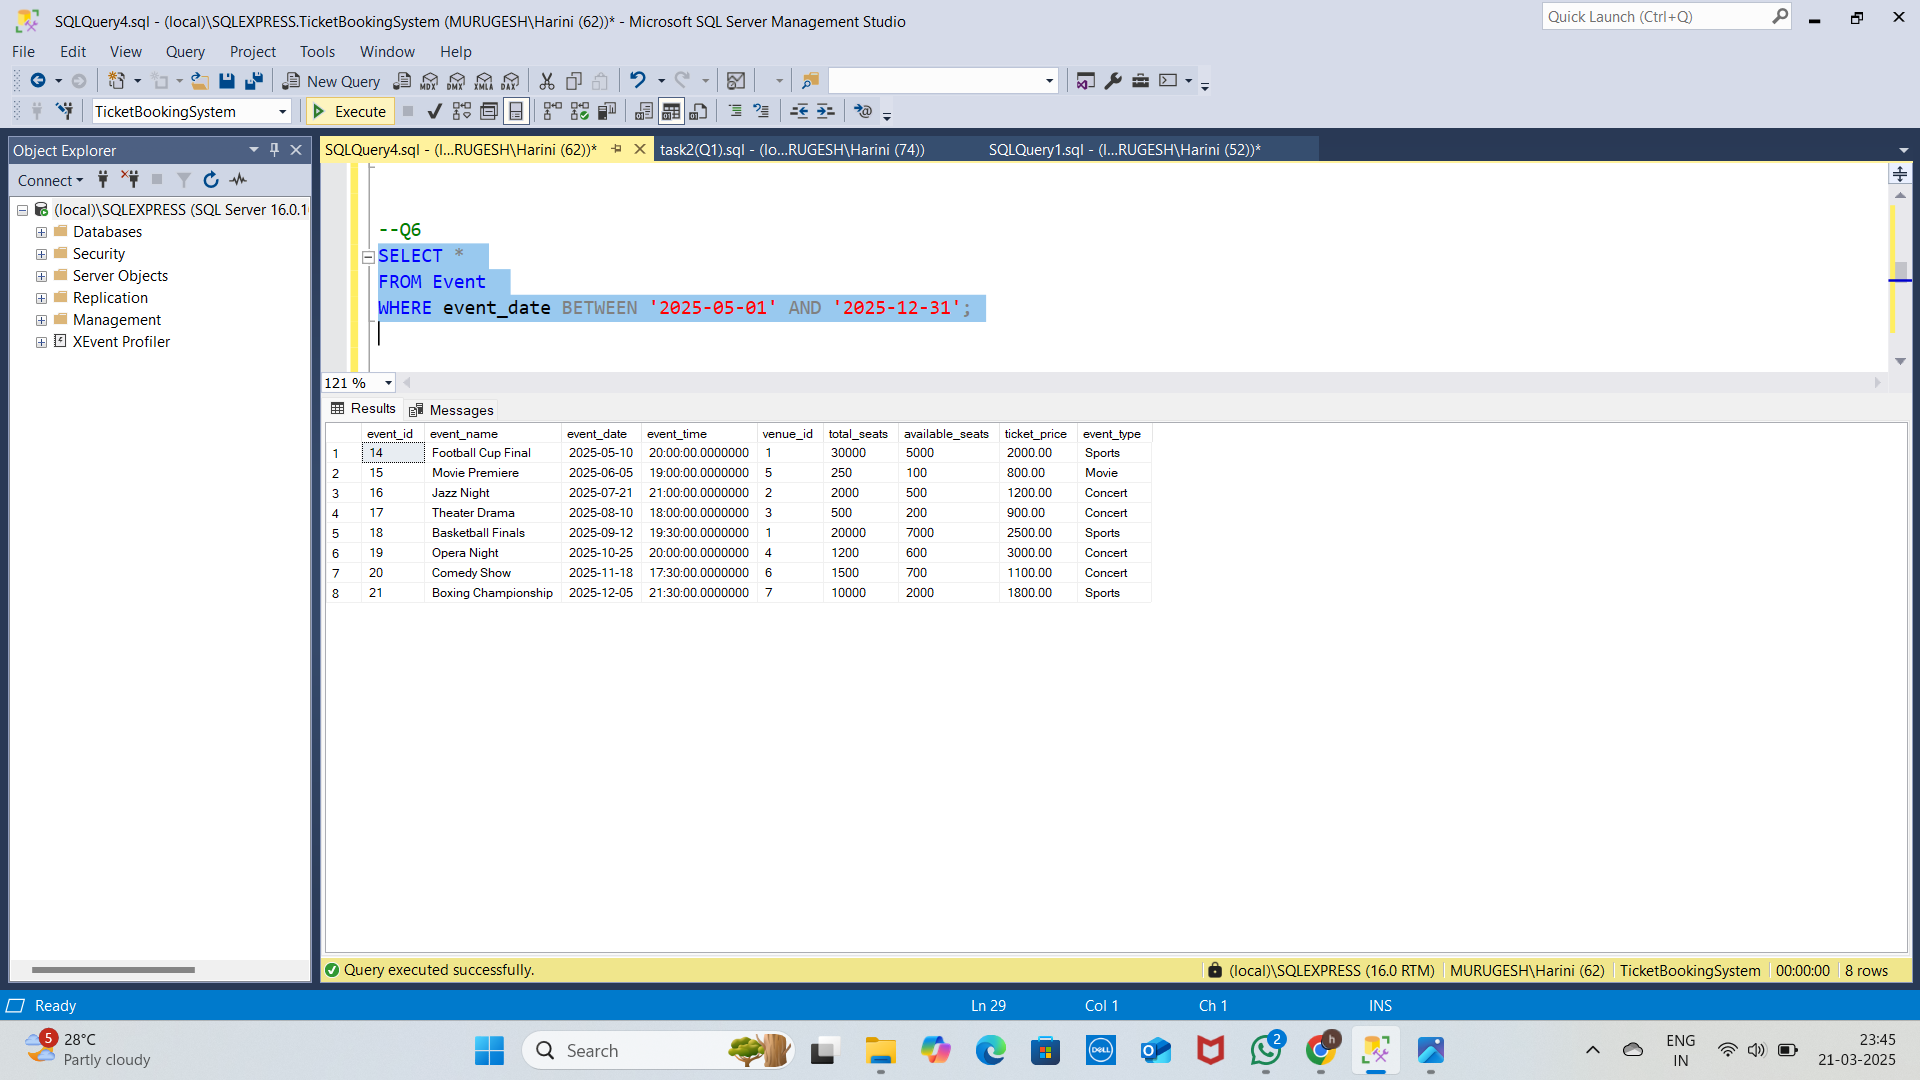 SQLQuery4.sql - (local)\SQLEXPRESS.TicketBookingSystem (MURUGESH\Harini (62))* - Microsoft SQL Server Management Studio
Quick Launch (Ctrl+Q)
File Edit View Query Project Tools Window Help
New Query MDX DMX XMLA DAX
TicketBookingSystem Execute
Object Explorer
SQLQuery4.sql - (l...RUGESH\Harini (62))* task2(Q1).sql - (lo...RUGESH\Harini (74)) SQLQuery1.sql - (l...RUGESH\Harini (52))*
Connect
(local)\SQLEXPRESS (SQL Server 16.0.1
Databases
Security
Server Objects
Replication
Management
XEvent Profiler
--Q6
SELECT *
FROM Event
WHERE event_date BETWEEN '2025-05-01' AND '2025-12-31';
121 %
Results Messages
event_id event_name event_date event_time venue_id total_seats available_seats ticket_price event_type
1 14 Football Cup Final 2025-05-10 20:00:00.0000000 1 30000 5000 2000.00 Sports
2 15 Movie Premiere 2025-06-05 19:00:00.0000000 5 250 100 800.00 Movie
3 16 Jazz Night 2025-07-21 21:00:00.0000000 2 2000 500 1200.00 Concert
4 17 Theater Drama 2025-08-10 18:00:00.0000000 3 500 200 900.00 Concert
5 18 Basketball Finals 2025-09-12 19:30:00.0000000 1 20000 7000 2500.00 Sports
6 19 Opera Night 2025-10-25 20:00:00.0000000 4 1200 600 3000.00 Concert
7 20 Comedy Show 2025-11-18 17:30:00.0000000 6 1500 700 1100.00 Concert
8 21 Boxing Championship 2025-12-05 21:30:00.0000000 7 10000 2000 1800.00 Sports
Query executed successfully. (local)\SQLEXPRESS (16.0 RTM) MURUGESH\Harini (62) TicketBookingSystem 00:00:00 8 rows
Ready Ln 29 Col 1 Ch 1 INS
5 28°C
Partly cloudy
Search
DELL
2
h
ENG
IN
23:45
21-03-2025